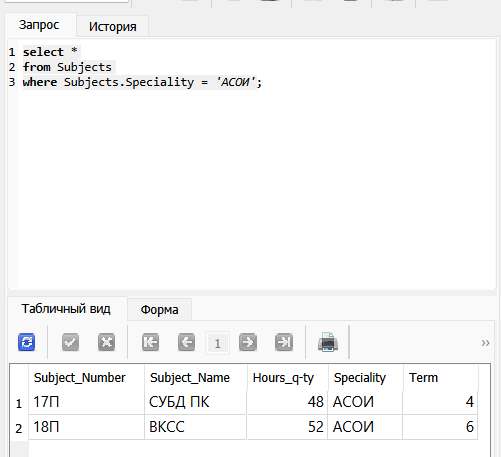 Запрос История
1 select *
2 from Subjects
3 where Subjects.Speciality = 'АСОИ';
Табличный вид Форма
1 »
Subject_Number Subject_Name Hours_q-ty Speciality Term
1 17П СУБД ПК 48 АСОИ 4
2 18П ВКСС 52 АСОИ 6